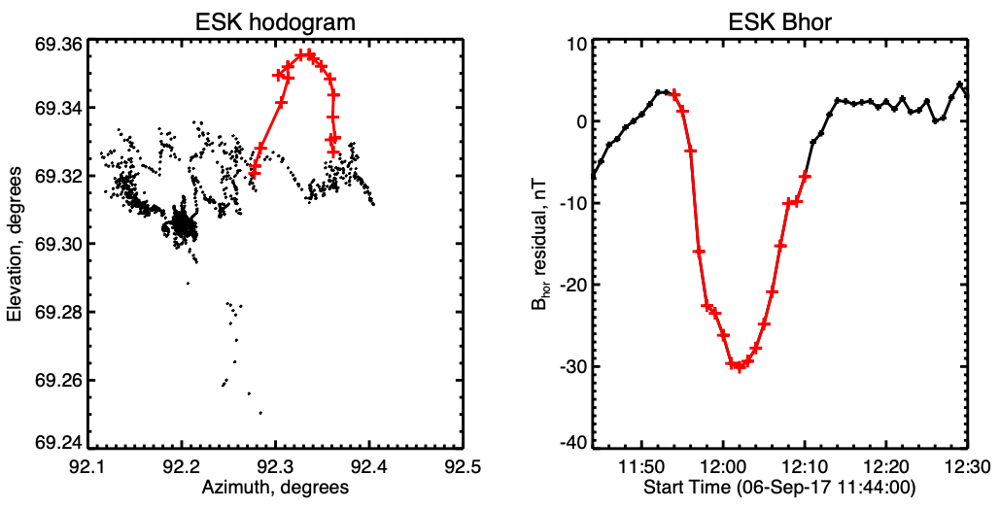 ESK hodogram
69.36
69.34
69.32
69.30
69.28
69.26
69.24
Elevation, degrees
92.1 92.2 92.3 92.4 92.5
Azimuth, degrees
ESK Bhor
10
0
-10
-20
-30
-40
Bhor residual, nT
11:50 12:00 12:10 12:20 12:30
Start Time (06-Sep-17 11:44:00)